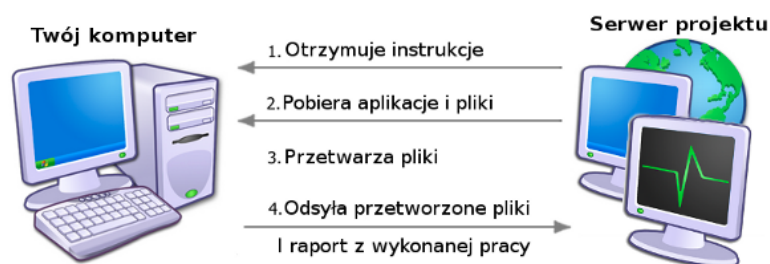 Twój komputer
Serwer projektu
1. Otrzymuje instrukcje
2. Pobiera aplikacje i pliki
3. Przetwarza pliki
4. Odsyła przetworzone pliki
I raport z wykonanej pracy